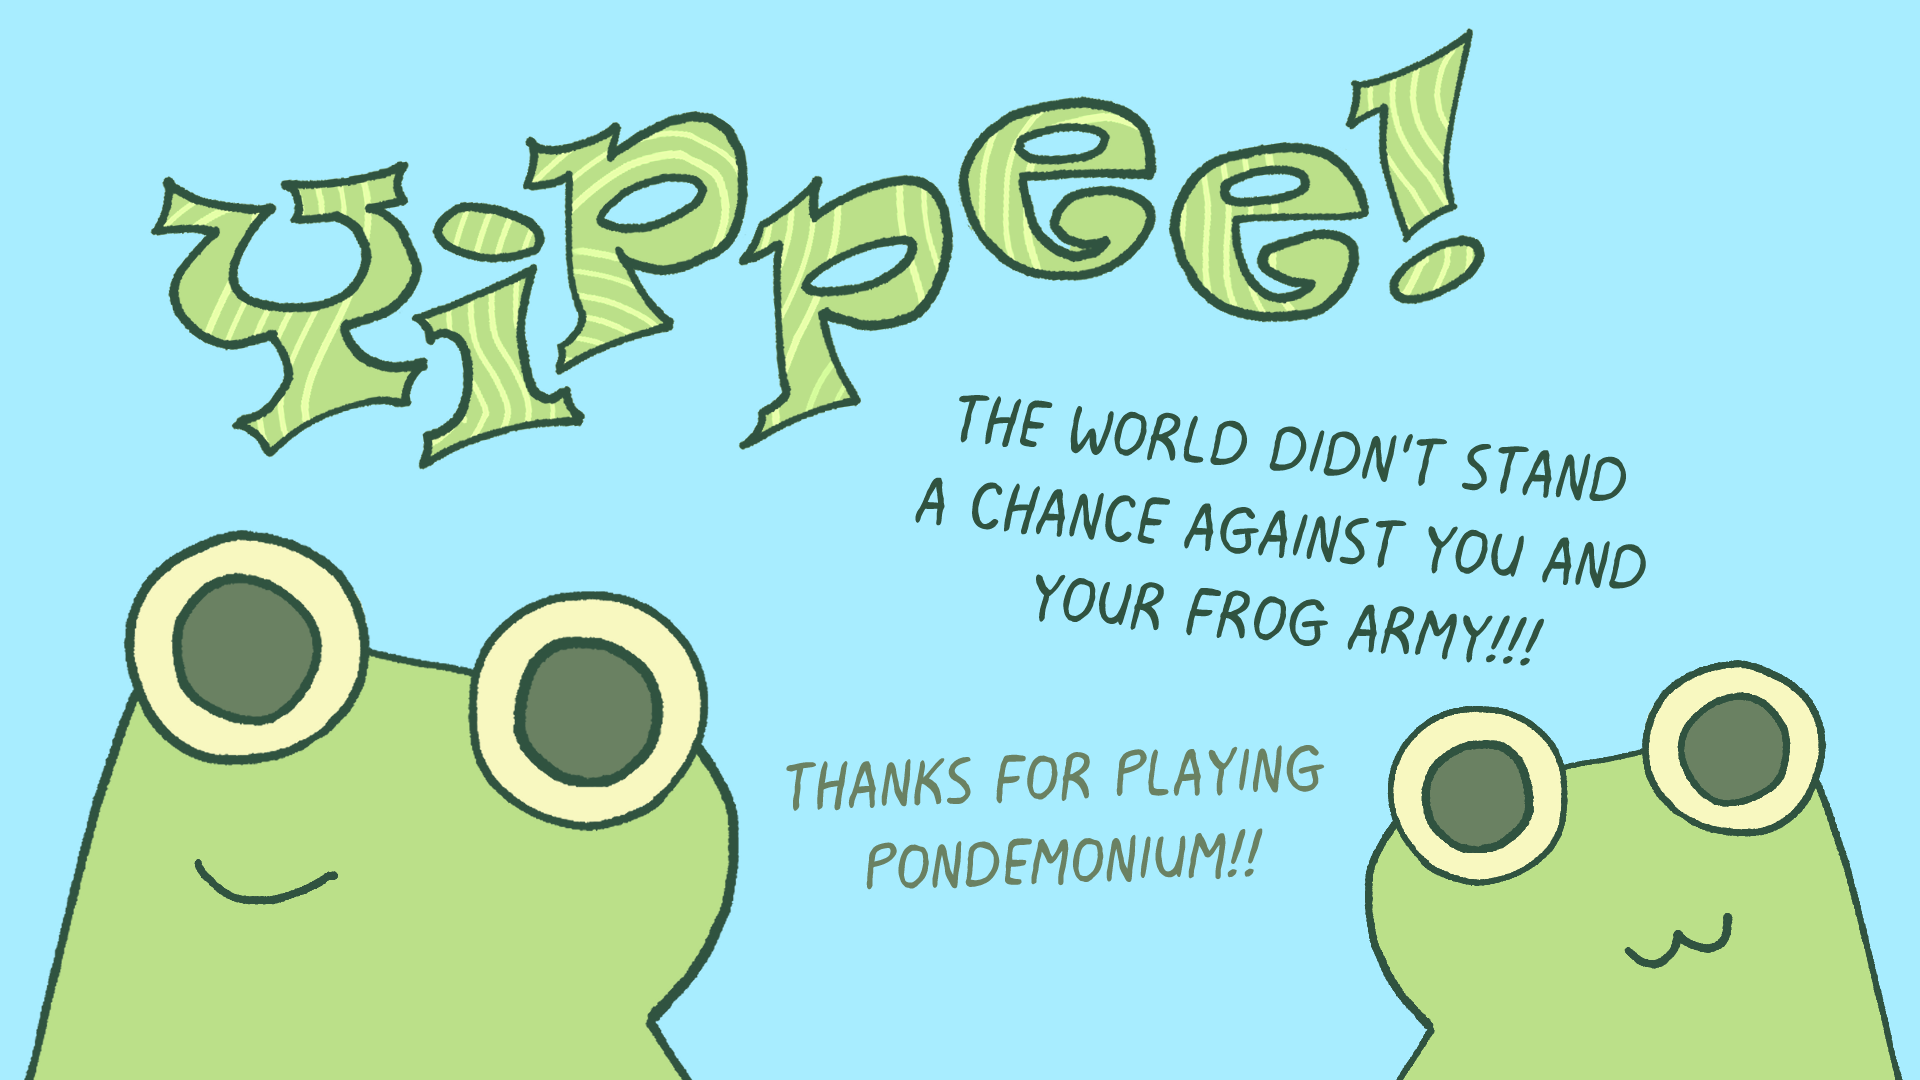 Yippee!
THE WORLD DIDN'T STAND
A CHANCE AGAINST YOU AND
YOUR FROG ARMY!!!
THANKS FOR PLAYING
PONDEMONIUM!!